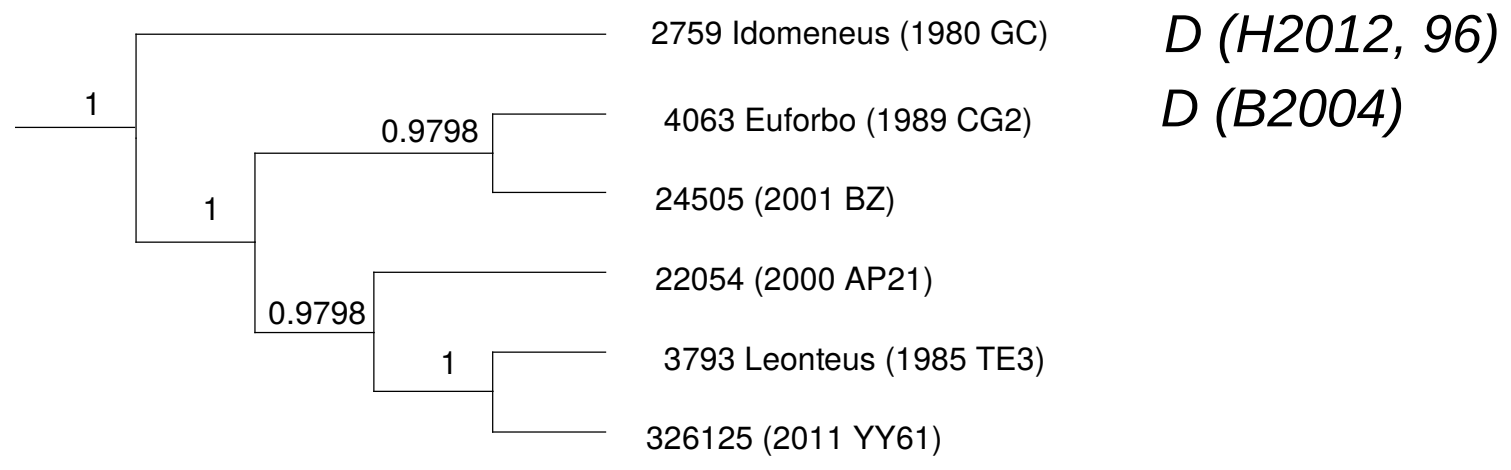 2759 Idomeneus (1980 GC) D (H2012, 96)
1
4063 Euforbo (1989 CG2) D (B2004)
0.9798
24505 (2001 BZ)
1
22054 (2000 AP21)
0.9798
3793 Leonteus (1985 TE3)
1
326125 (2011 YY61)